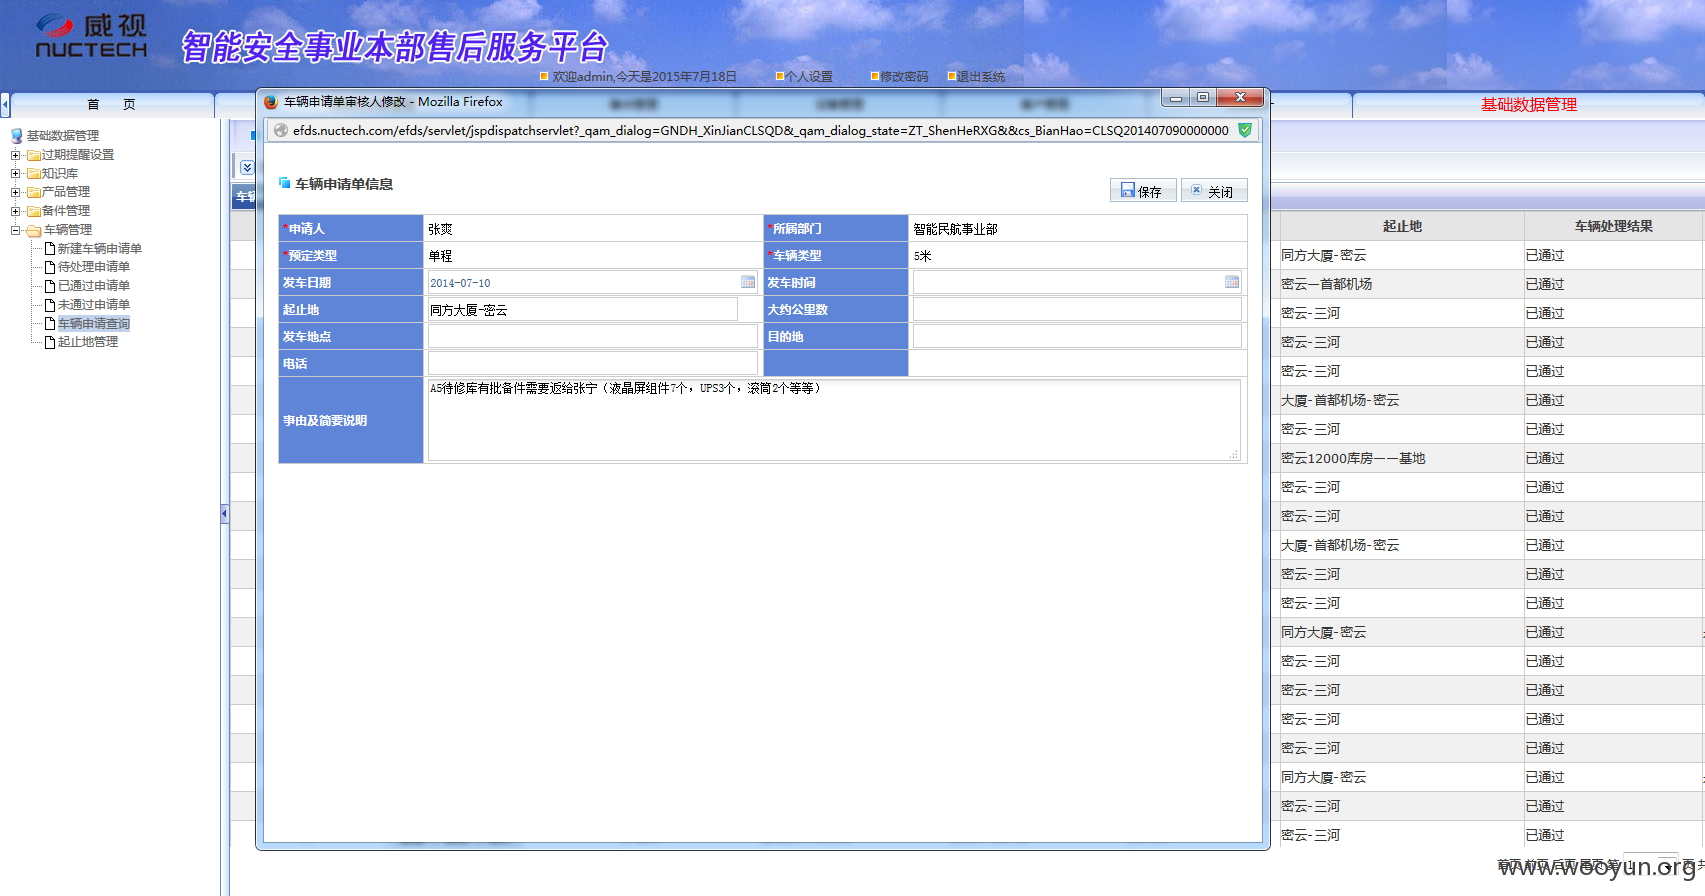 威视
NUCTECH
智能安全事业本部售后服务平台
欢迎admin,今天是2015年7月18日
个人设置
修改密码
退出系统
首 页
基础数据管理
基础数据管理
过期提醒设置
知识库
产品管理
备件管理
车辆管理
新建车辆申请单
待处理申请单
已通过申请单
未通过申请单
车辆申请查询
起止地管理
车辆申请单审核人修改 - Mozilla Firefox
efds.nuctech.com/efds/servlet/jspdispatchservlet?_qam_dialog=GNDH_XinJianCLSQD&_qam_dialog_state=ZT_ShenHeRXG&&cs_BianHao=CLSQ201407090000000
车辆申请单信息
保存
关闭
*申请人 张爽 *所属部门 智能民航事业部
*预定类型 单程 *车辆类型 5米
发车日期 2014-07-10 发车时间
起止地 同方大厦-密云 大约公里数
发车地点 目的地
电话
事由及简要说明 A5待修库有批备件需要返给张宁（液晶屏组件7个，UPS3个，滚筒2个等等）
起止地 车辆处理结果
同方大厦-密云 已通过
密云—首都机场 已通过
密云-三河 已通过
密云-三河 已通过
密云-三河 已通过
大厦-首都机场-密云 已通过
密云-三河 已通过
密云12000库房——基地 已通过
密云-三河 已通过
密云-三河 已通过
大厦-首都机场-密云 已通过
密云-三河 已通过
密云-三河 已通过
同方大厦-密云 已通过
密云-三河 已通过
密云-三河 已通过
密云-三河 已通过
密云-三河 已通过
同方大厦-密云 已通过
密云-三河 已通过
密云-三河 已通过
首页 前页 后页 尾页 第 1 页 共
www.wooyun.org